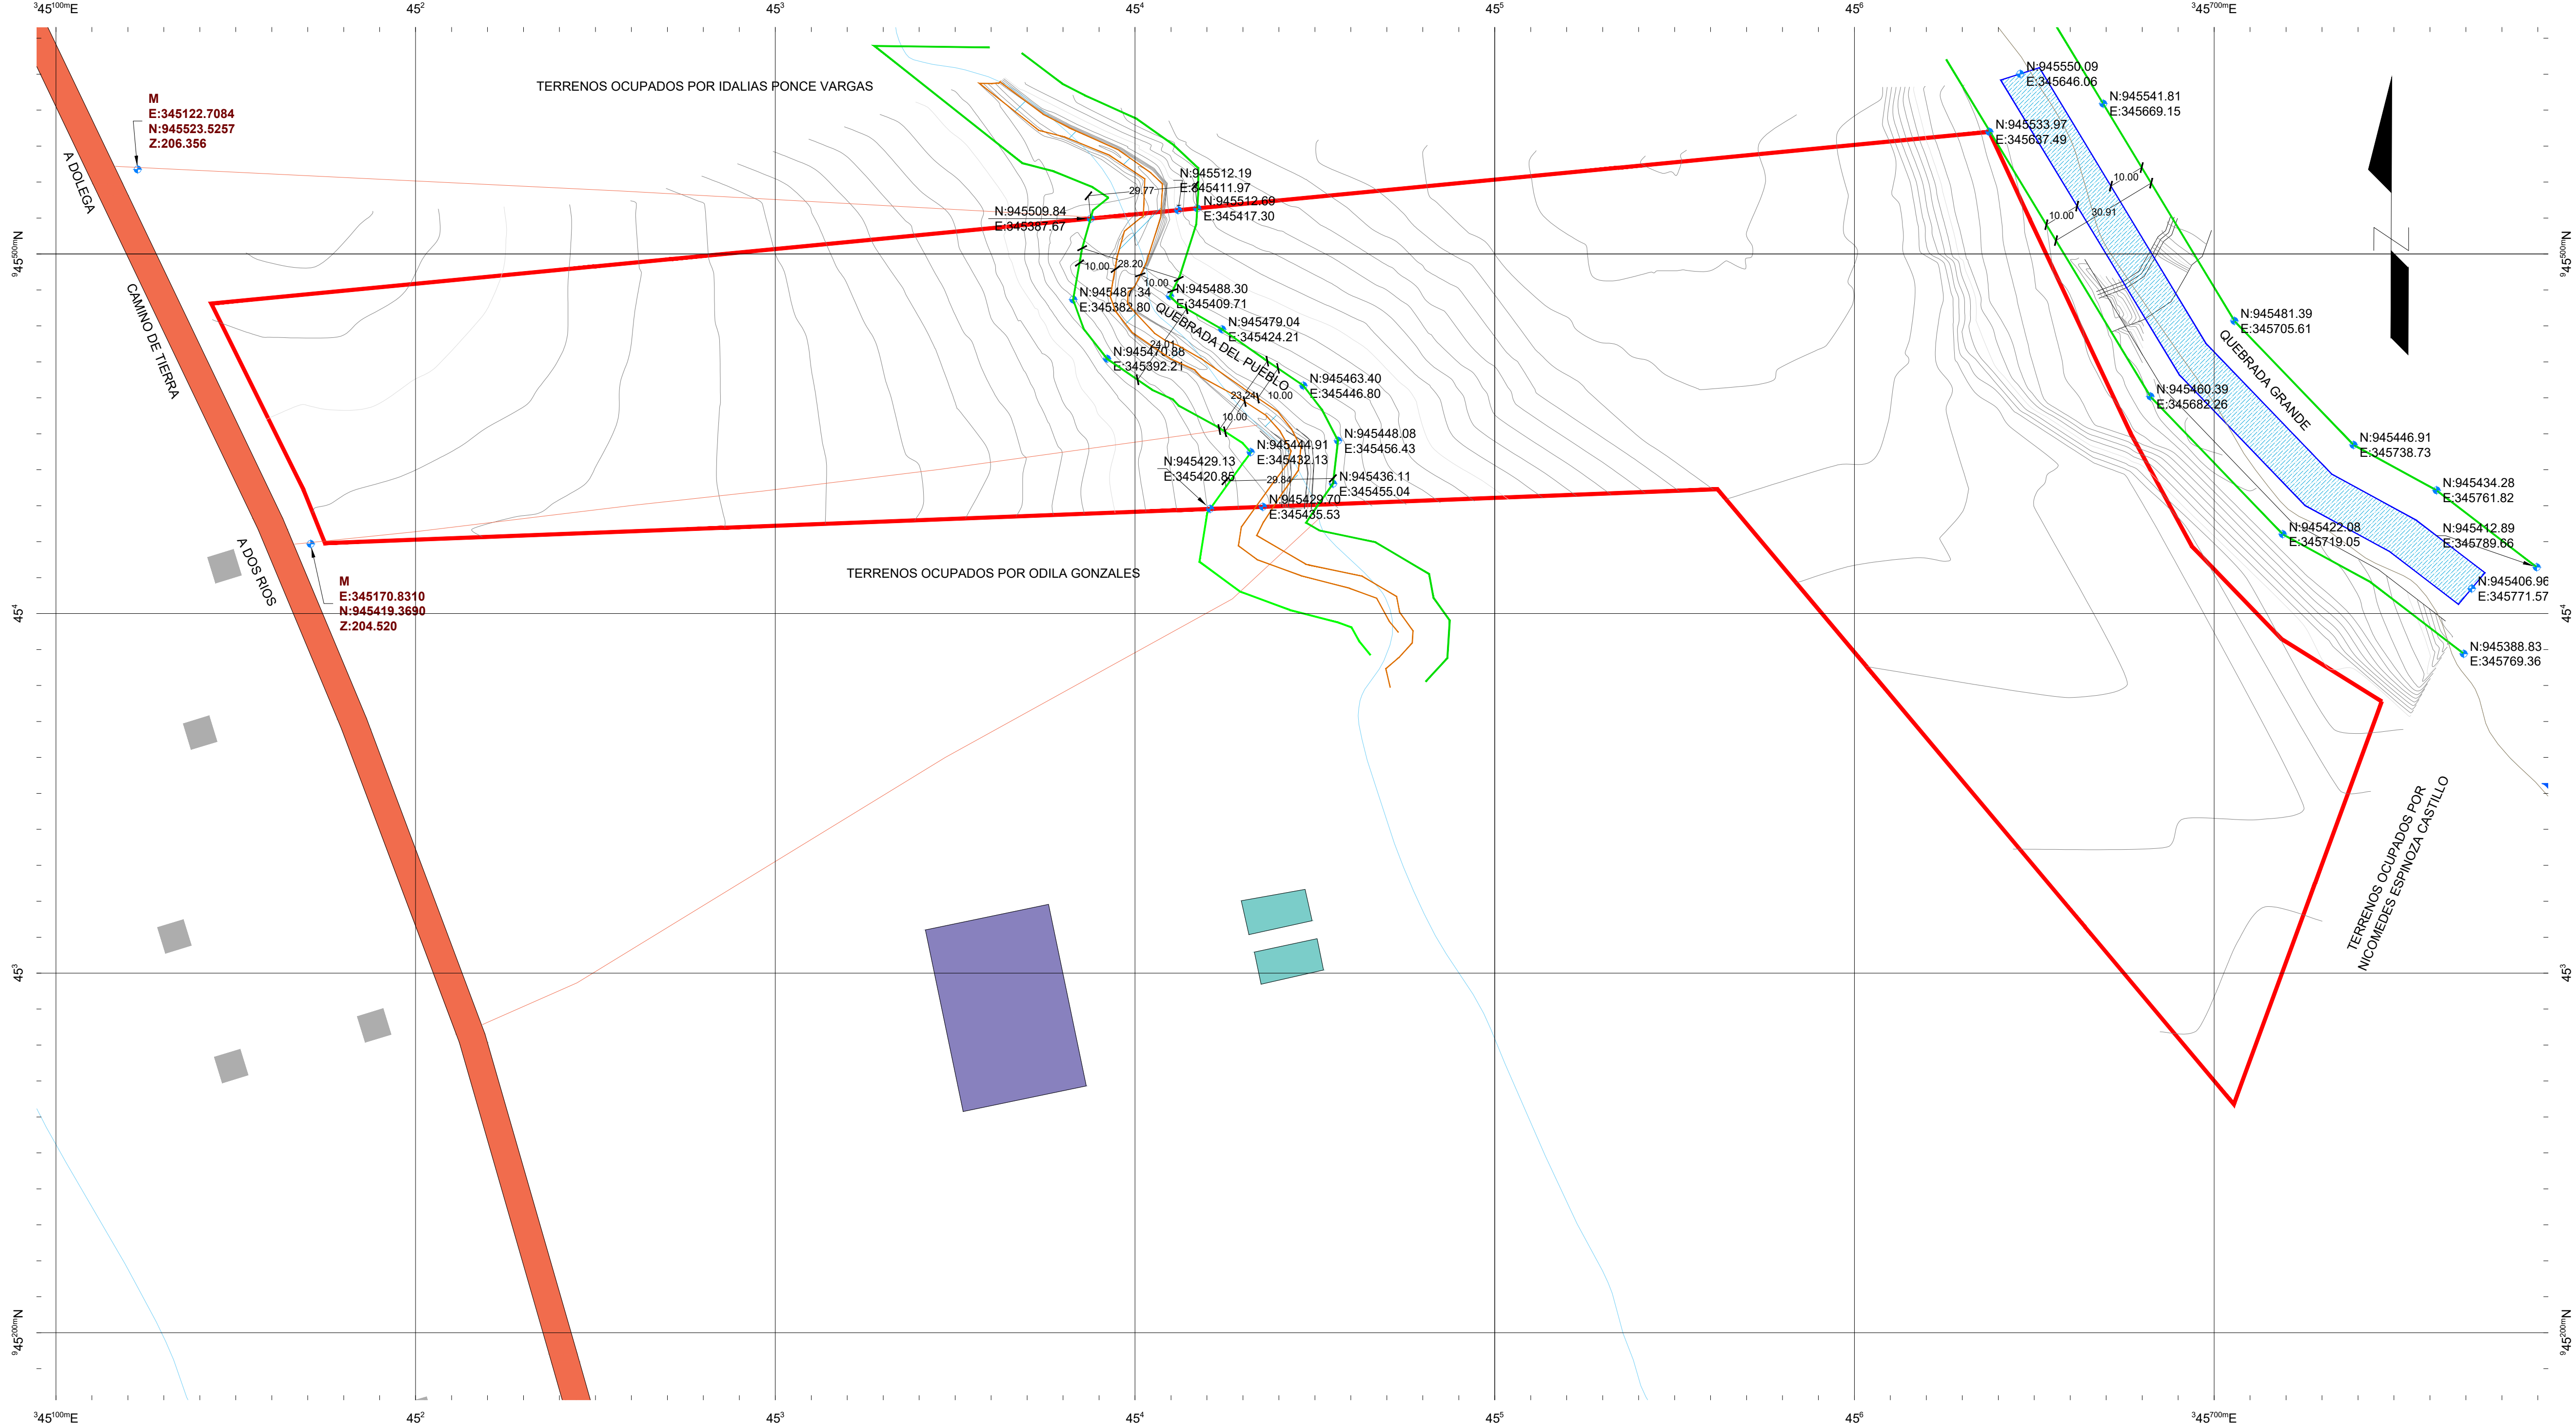 345100mE
452
453
454
455
456
345700mE
945500mN
945500mN
M
E:345122.7084
N:945523.5257
Z:206.356
TERRENOS OCUPADOS POR IDALIAS PONCE VARGAS
A DOLEGA
CAMINO DE TIERRA
A DOS RIOS
N:945512.19
E:345411.97
29.77
N:945512.69
E:345417.30
N:945509.84
E:345387.67
10.00
28.20
10.00
N:945487.34
E:345382.80
N:945488.30
E:345409.71
QUEBRADA DEL PUEBLO
N:945479.04
E:345424.21
24.01
N:945470.88
E:345392.21
N:945463.40
E:345446.80
23.24
10.00
10.00
N:945448.08
E:345456.43
N:945444.91
E:345432.13
N:945429.13
E:345420.85
29.84
N:945436.11
E:345455.04
N:945429.70
E:345435.53
N:945550.09
E:345646.06
N:945541.81
E:345669.15
N:945533.97
E:345637.49
10.00
10.00
30.91
N
N:945481.39
E:345705.61
QUEBRADA GRANDE
N:945460.39
E:345682.26
N:945446.91
E:345738.73
N:945434.28
E:345761.82
N:945422.08
E:345719.05
N:945412.89
E:345789.66
N:945406.96
E:345771.57
N:945388.83
E:345769.36
M
E:345170.8310
N:945419.3690
Z:204.520
TERRENOS OCUPADOS POR ODILA GONZALES
TERRENOS OCUPADOS POR
NICOMEDES ESPINOZA CASTILLO
454
454
453
453
945200mN
945200mN
345100mE
452
453
454
455
456
345700mE